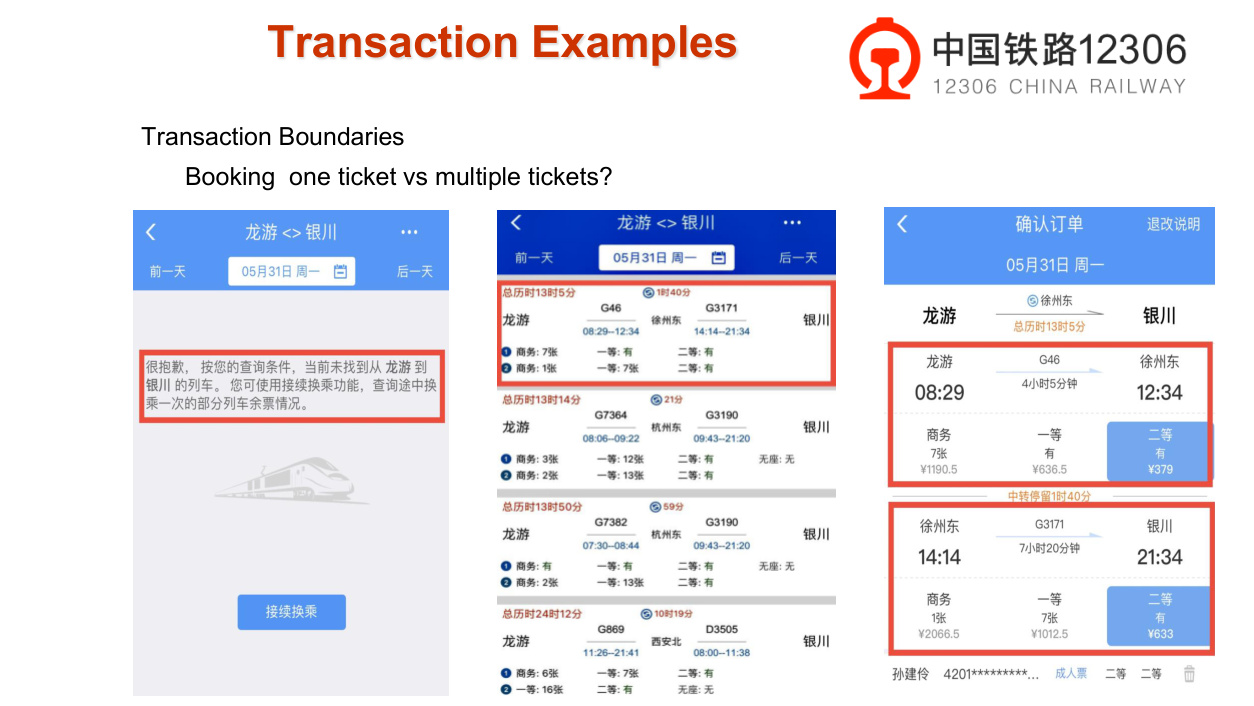 Transaction Examples
中国铁路12306
12306 CHINA RAILWAY
Transaction Boundaries
Booking one ticket vs multiple tickets?
龙游 <> 银川
前一天 05月31日 周一 后一天
很抱歉，按您的查询条件，当前未找到从 龙游 到
银川 的列车。您可使用接续换乘功能，查询途中换
乘一次的部分列车余票情况。
接续换乘
龙游 <> 银川
前一天 05月31日 周一 后一天
总历时13时5分 1时40分
G46 G3171
龙游 徐州东 银川
08:29--12:34 14:14--21:34
1 商务: 7张 一等: 有 二等: 有
2 商务: 1张 一等: 7张 二等: 有
总历时13时14分 21分
G7364 G3190
龙游 杭州东 银川
08:06--09:22 09:43--21:20
1 商务: 3张 一等: 12张 二等: 有 无座: 无
2 商务: 2张 一等: 13张 二等: 有
总历时13时50分 59分
G7382 G3190
龙游 杭州东 银川
07:30--08:44 09:43--21:20
1 商务: 有 一等: 有 二等: 有 无座: 无
2 商务: 2张 一等: 13张 二等: 有
总历时24时12分 10时19分
G869 D3505
龙游 西安北 银川
11:26--21:41 08:00--11:38
1 商务: 6张 一等: 7张 二等: 有
2 一等: 16张 二等: 有 无座: 无
确认订单 退改说明
05月31日 周一
徐州东
龙游 银川
总历时13时5分
龙游 G46 徐州东
08:29 4小时5分钟 12:34
商务 一等 二等
7张 有 有
¥1190.5 ¥636.5 ¥379
中转停留1时40分
徐州东 G3171 银川
14:14 7小时20分钟 21:34
商务 一等 二等
1张 7张 有
¥2066.5 ¥1012.5 ¥633
孙建伶 4201*********... 成人票 二等 二等